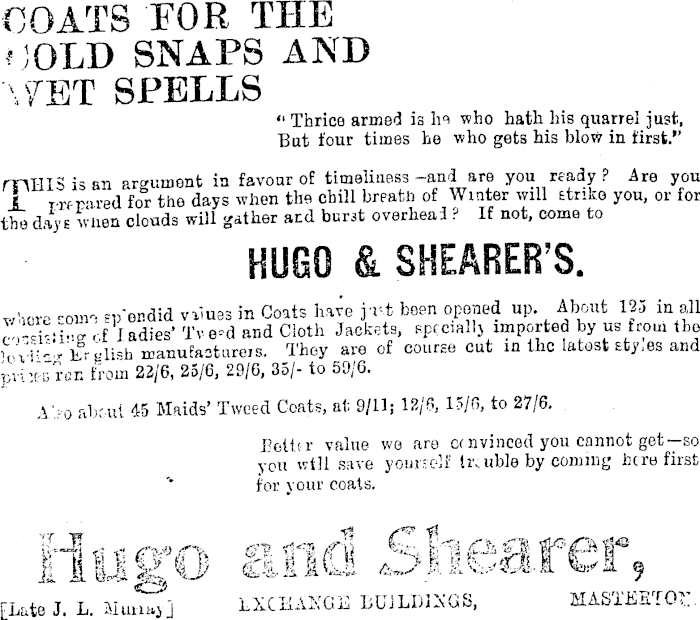 COATS FOR THE
COLD SNAPS AND
WET SPELLS
"Thrice armed is he who hath his quarrel just,
But four times he who gets his blow in first."
THIS is an argument in favour of timeliness—and are you ready? Are you
prepared for the days when the chill breath of Winter will strike you, or for
the days when clouds will gather and burst overhead? If not, come to
HUGO & SHEARER'S.
where some splendid values in Coats have just been opened up. About 125 in all
consisting of Ladies' Tweed and Cloth Jackets, specially imported by us from the
leading English manufacturers. They are of course cut in the latest styles and
prices run from 22/6, 25/6, 29/6, 35/- to 59/6.
Also about 45 Maids' Tweed Coats, at 9/11; 12/6, 15/6, to 27/6.
Better value we are convinced you cannot get—so
you will save yourself trouble by coming here first
for your coats.
Hugo and Shearer,
[Late J. L. Murray] EXCHANGE BUILDINGS, MASTERTON.